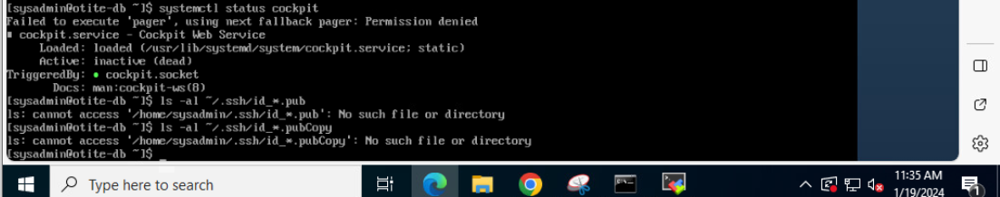 [sysadmin@otite-db ~]$ systemctl status cockpit
Failed to execute 'pager', using next fallback pager: Permission denied
■ cockpit.service - Cockpit Web Service
Loaded: loaded (/usr/lib/systemd/system/cockpit.service; static)
Active: inactive (dead)
TriggeredBy: ● cockpit.socket
Docs: man:cockpit-ws(8)
[sysadmin@otite-db ~]$ ls -al ~/.ssh/id_*.pub
ls: cannot access '/home/sysadmin/.ssh/id_*.pub': No such file or directory
[sysadmin@otite-db ~]$ ls -al ~/.ssh/id_*.pubCopy
ls: cannot access '/home/sysadmin/.ssh/id_*.pubCopy': No such file or directory
[sysadmin@otite-db ~]$ _
Type here to search
11:35 AM
1/19/2024
1